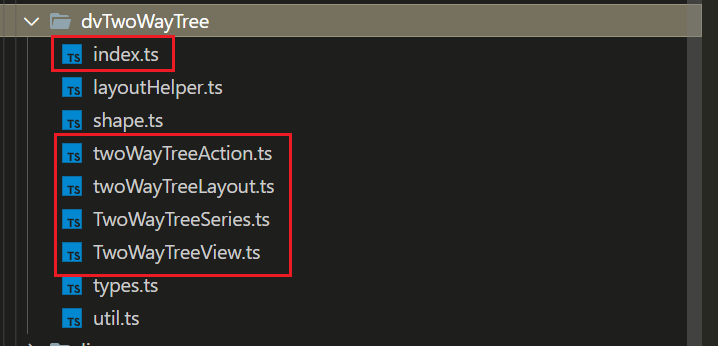 dvTwoWayTree
TS index.ts
TS layoutHelper.ts
TS shape.ts
TS twoWayTreeAction.ts
TS twoWayTreeLayout.ts
TS TwoWayTreeSeries.ts
TS TwoWayTreeView.ts
TS types.ts
TS util.ts